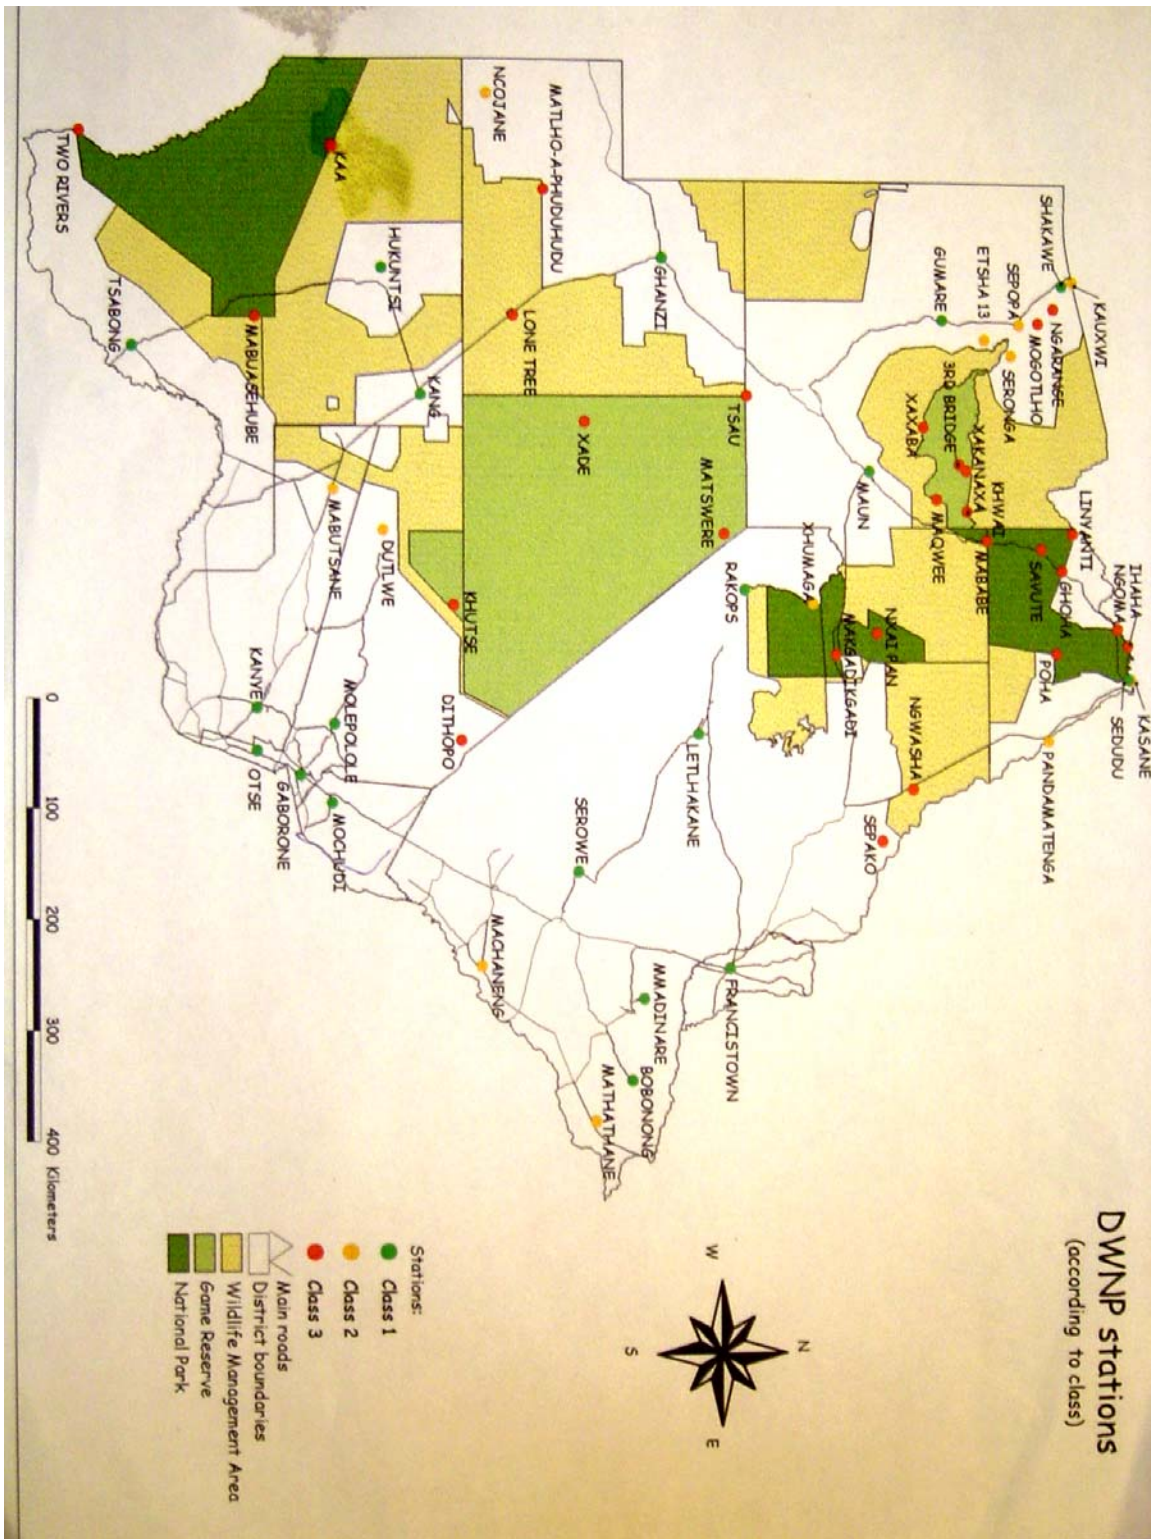 DWNP stations
(according to class)
N
W
E
S
KAUXWI
SHAKAWE
NGARANGE
MOGOTLHO
SEPOPA
SERONGA
ETSHA 13
GUMARE
3RD BRIDGE
XAKANAXA
XAXABA
KHWAI
MAQWEE
MABABE
LINYANTI
SAVUTE
GHOHA
IHAHA
NGOMA
KASANE
SEDUDU
POHA
PANDAMATENGA
MAUN
TSAU
XHUMAGA
NXAI PAN
MAKGADIKGADI
NGWASHA
SEPAKO
MATSWERE
RAKOPS
LETLHAKANE
FRANCISTOWN
GHANZI
MATLHO-A-PHUDUHUDU
NCOJANE
LONE TREE
XADE
SEROWE
MMADINARE
BOBONONG
MATHATHANE
MACHANENG
KAA
HUKUNTSI
KANG
KHUTSE
DITHOPO
DUTLWE
MABUTSANE
MOLEPOLOLE
MOCHUDI
KANYE
OTSE
GABORONE
MABUASEHUBE
TSABONG
TWO RIVERS
Stations:
Class 1
Class 2
Class 3
Main roads
District boundaries
Wildlife Management Area
Game Reserve
National Park
0 100 200 300 400 Kilometers